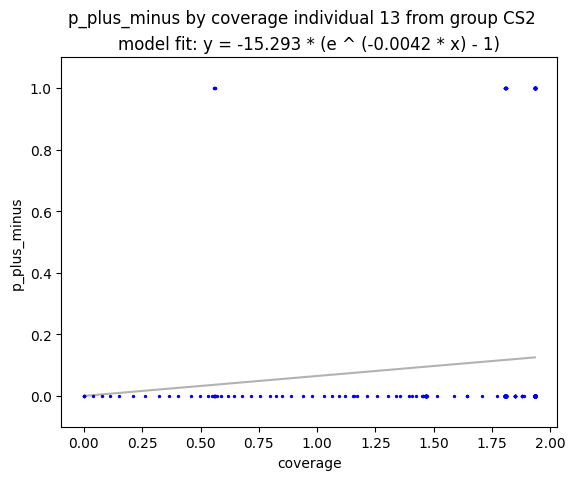 p_plus_minus by coverage individual 13 from group CS2
model fit: y = -15.293 * (e ^ (-0.0042 * x) - 1)
1.0
0.8
0.6
0.4
0.2
0.0
p_plus_minus
0.00 0.25 0.50 0.75 1.00 1.25 1.50 1.75 2.00
coverage